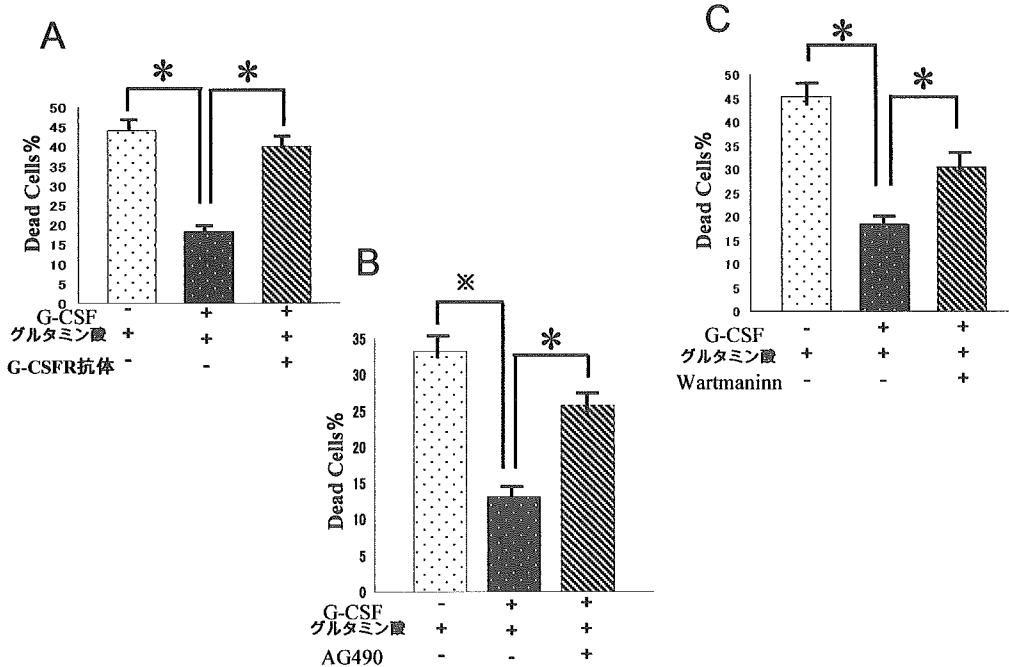 A
*
*
Dead Cells%
50
45
40
35
30
25
20
15
10
5
0
G-CSF - + +
グルタミン酸 + + +
G-CSFR抗体 - - +
B
※
*
Dead Cells%
35
30
25
20
15
10
5
0
G-CSF - + +
グルタミン酸 + + +
AG490 - - +
C
*
*
Dead Cells%
50
45
40
35
30
25
20
15
10
5
0
G-CSF - + +
グルタミン酸 + + +
Wartmaninn - - +